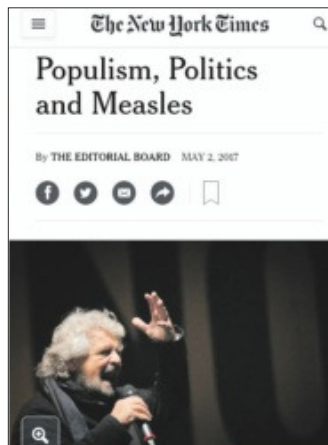 The New York Times
Populism, Politics
and Measles
By THE EDITORIAL BOARD MAY 2, 2017